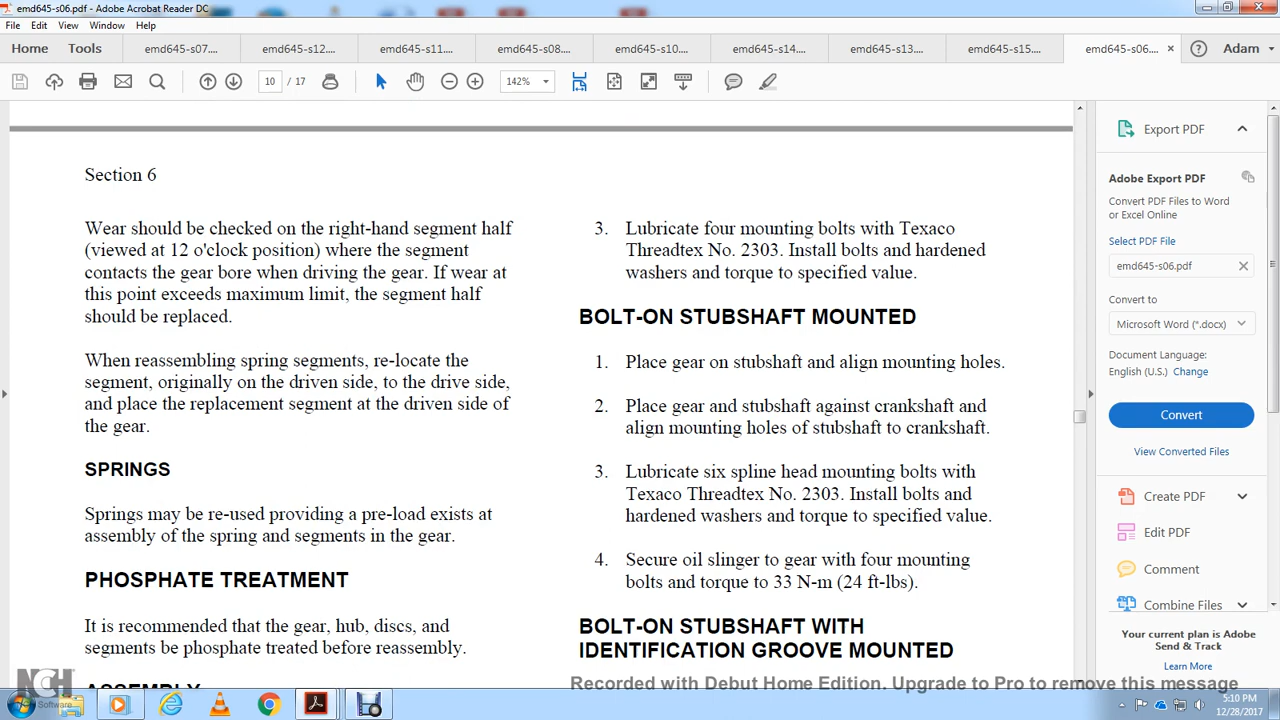 emd645-s06.pdf - Adobe Acrobat Reader DC
File Edit View Window Help
Home Tools emd645-s07... emd645-s12... emd645-s11... emd645-s08... emd645-s10... emd645-s14... emd645-s13... emd645-s15... emd645-s06... Adam
10 / 17 142%
Section 6
Wear should be checked on the right-hand segment half
(viewed at 12 o'clock position) where the segment
contacts the gear bore when driving the gear. If wear at
this point exceeds maximum limit, the segment half
should be replaced.
When reassembling spring segments, re-locate the
segment, originally on the driven side, to the drive side,
and place the replacement segment at the driven side of
the gear.
SPRINGS
Springs may be re-used providing a pre-load exists at
assembly of the spring and segments in the gear.
PHOSPHATE TREATMENT
It is recommended that the gear, hub, discs, and
segments be phosphate treated before reassembly.
ASSEMBLY
3. Lubricate four mounting bolts with Texaco
Threadtex No. 2303. Install bolts and hardened
washers and torque to specified value.
BOLT-ON STUBSHAFT MOUNTED
1. Place gear on stubshaft and align mounting holes.
2. Place gear and stubshaft against crankshaft and
align mounting holes of stubshaft to crankshaft.
3. Lubricate six spline head mounting bolts with
Texaco Threadtex No. 2303. Install bolts and
hardened washers and torque to specified value.
4. Secure oil slinger to gear with four mounting
bolts and torque to 33 N-m (24 ft-lbs).
BOLT-ON STUBSHAFT WITH
IDENTIFICATION GROOVE MOUNTED
Export PDF
Adobe Export PDF
Convert PDF Files to Word
or Excel Online
Select PDF File
emd645-s06.pdf
Convert to
Microsoft Word (*.docx)
Document Language:
English (U.S.) Change
Convert
View Converted Files
Create PDF
Edit PDF
Comment
Combine Files
Your current plan is Adobe
Send & Track
Learn More
NCH
Software
Recorded with Debut Home Edition. Upgrade to Pro to remove this message
5:10 PM
12/28/2017